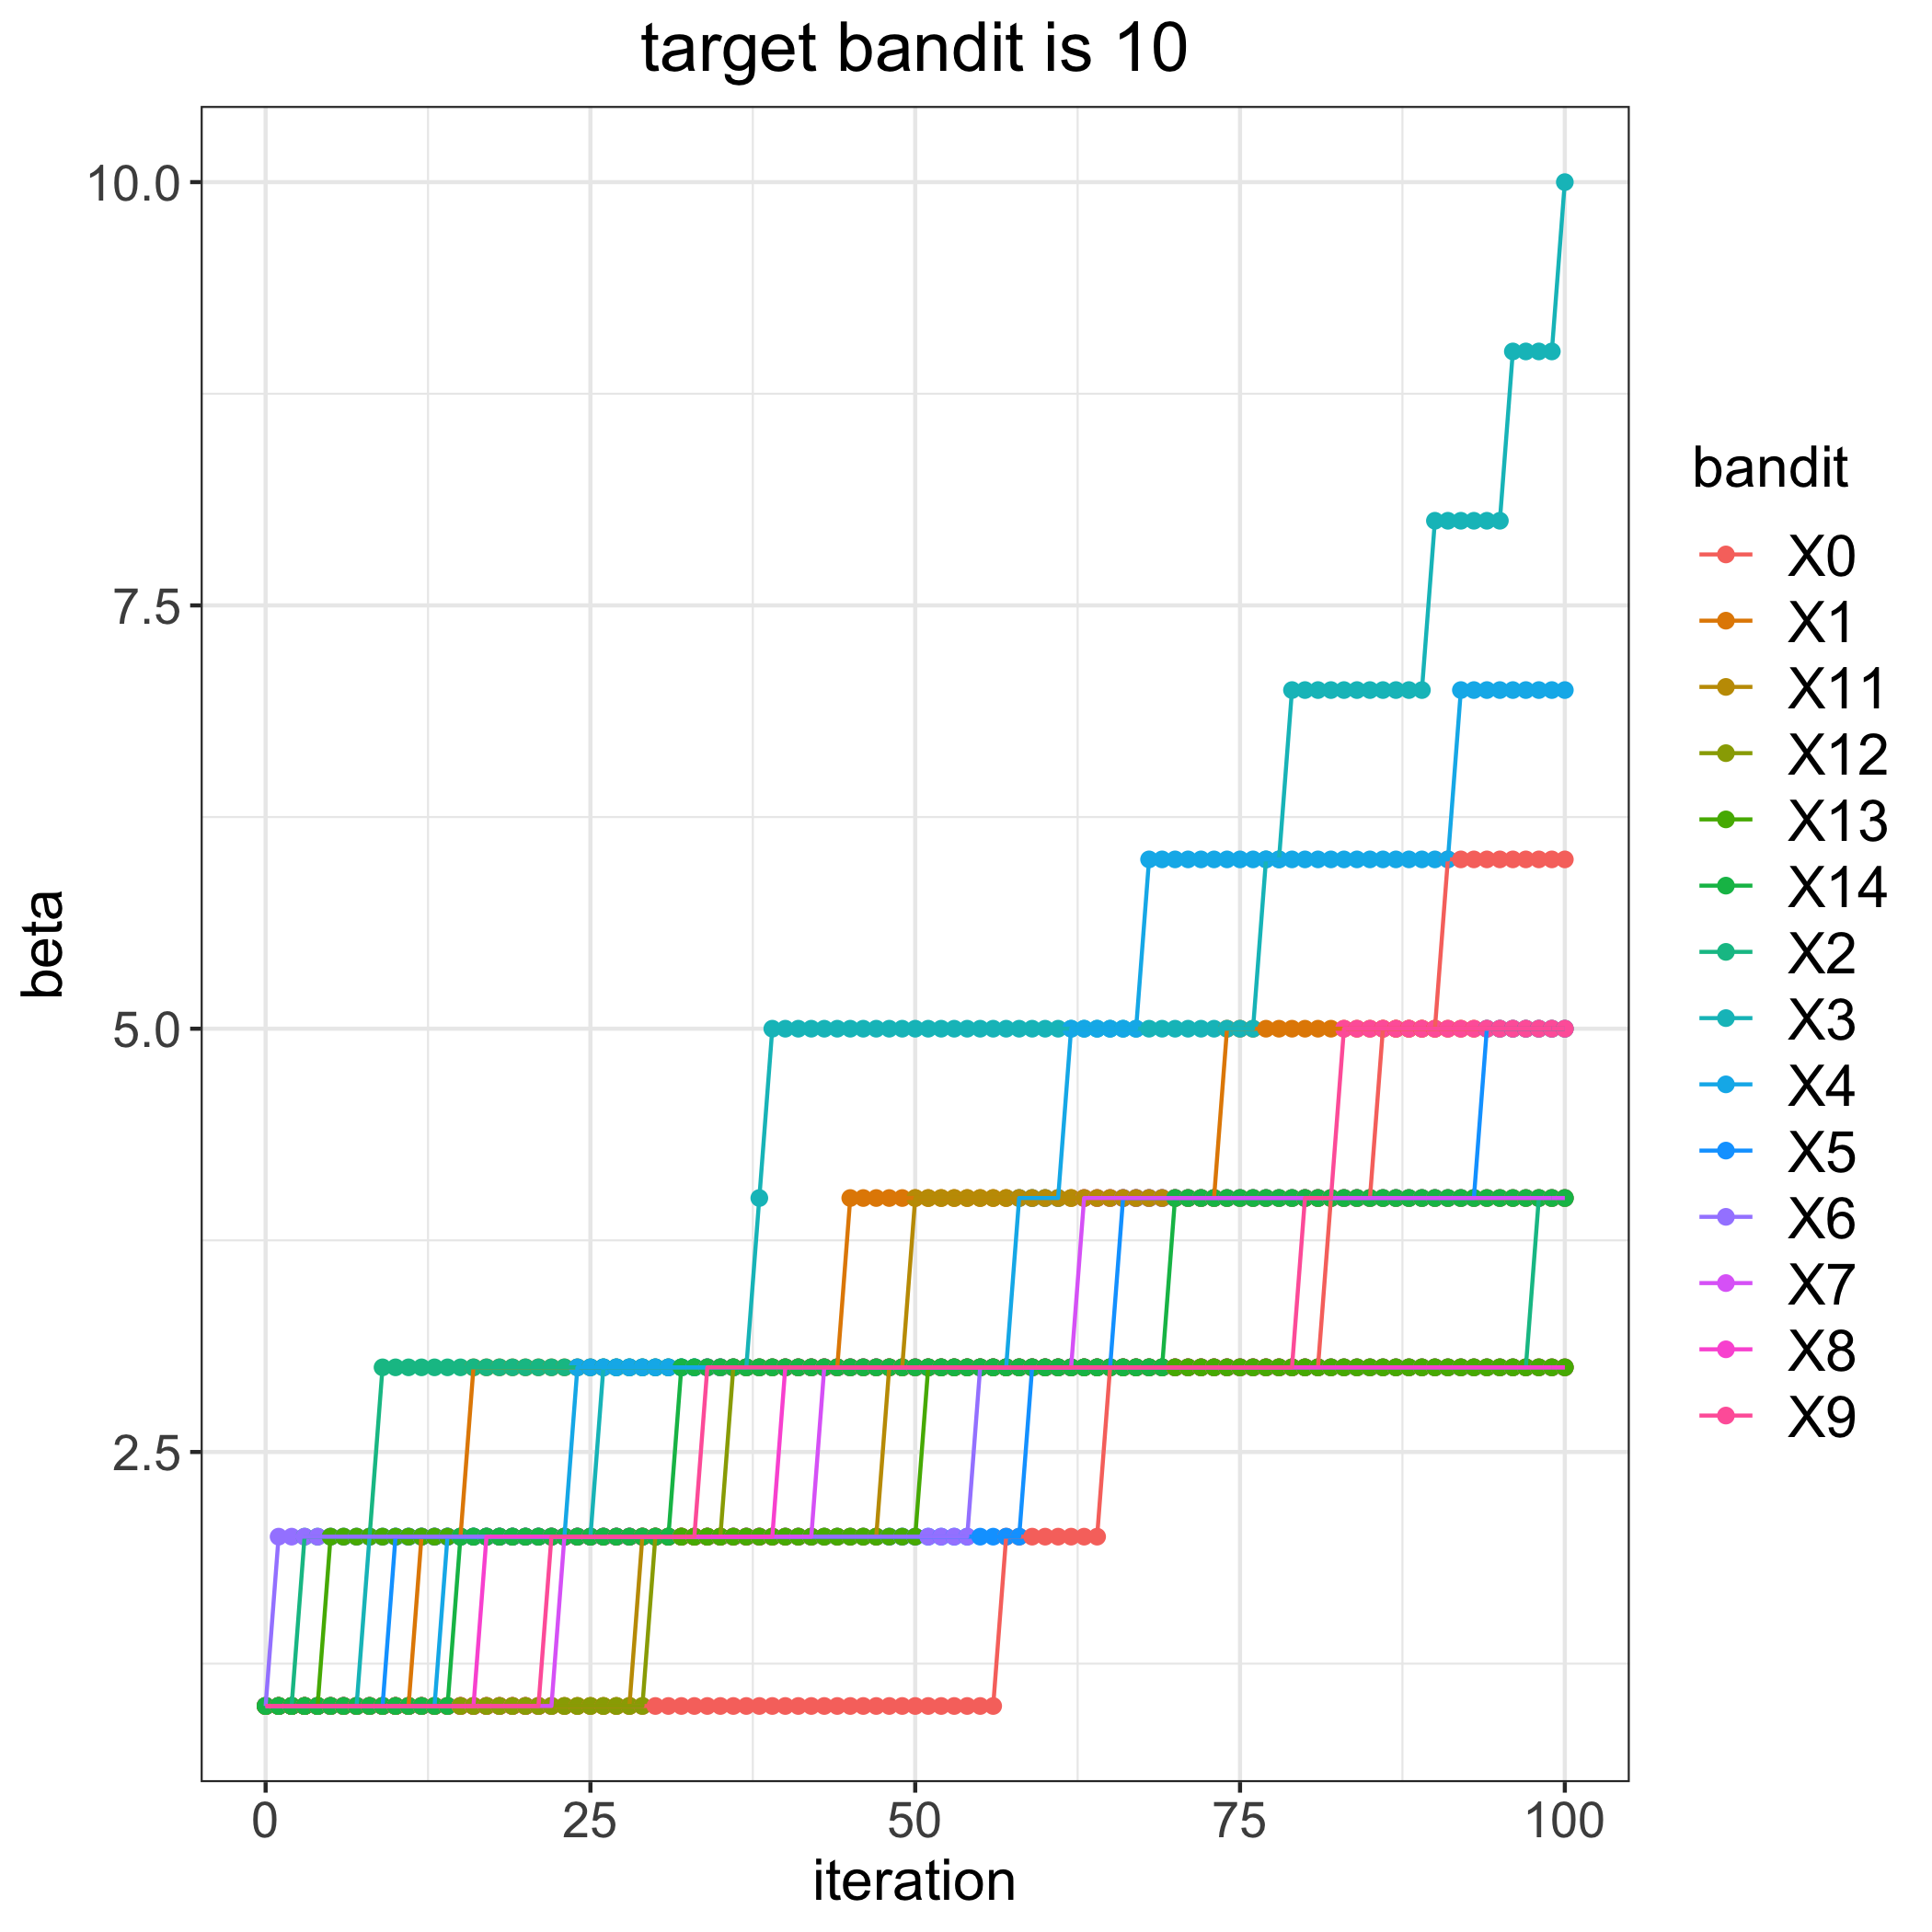 target bandit is 10
10.0
7.5
5.0
2.5
beta
0 25 50 75 100
iteration
bandit
X0
X1
X11
X12
X13
X14
X2
X3
X4
X5
X6
X7
X8
X9